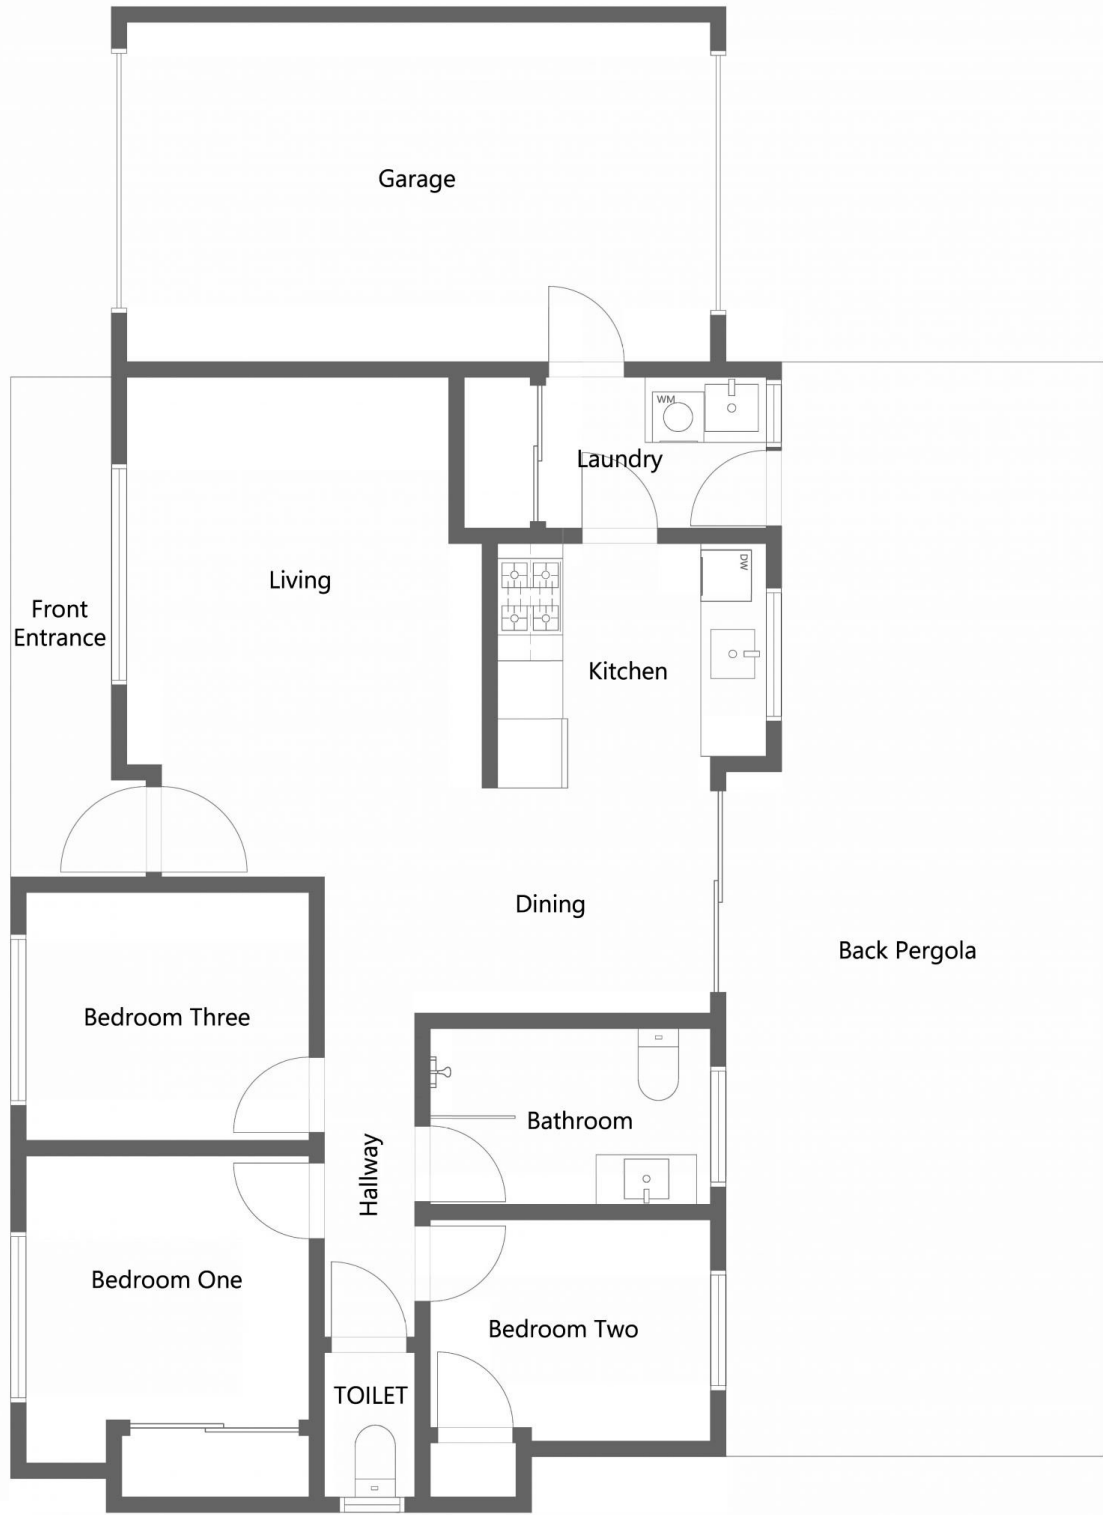 Garage
WM
Laundry
DW
Living
Front
Entrance
Kitchen
Dining
Back Pergola
Bedroom Three
Bathroom
Hallway
Bedroom One
Bedroom Two
TOILET